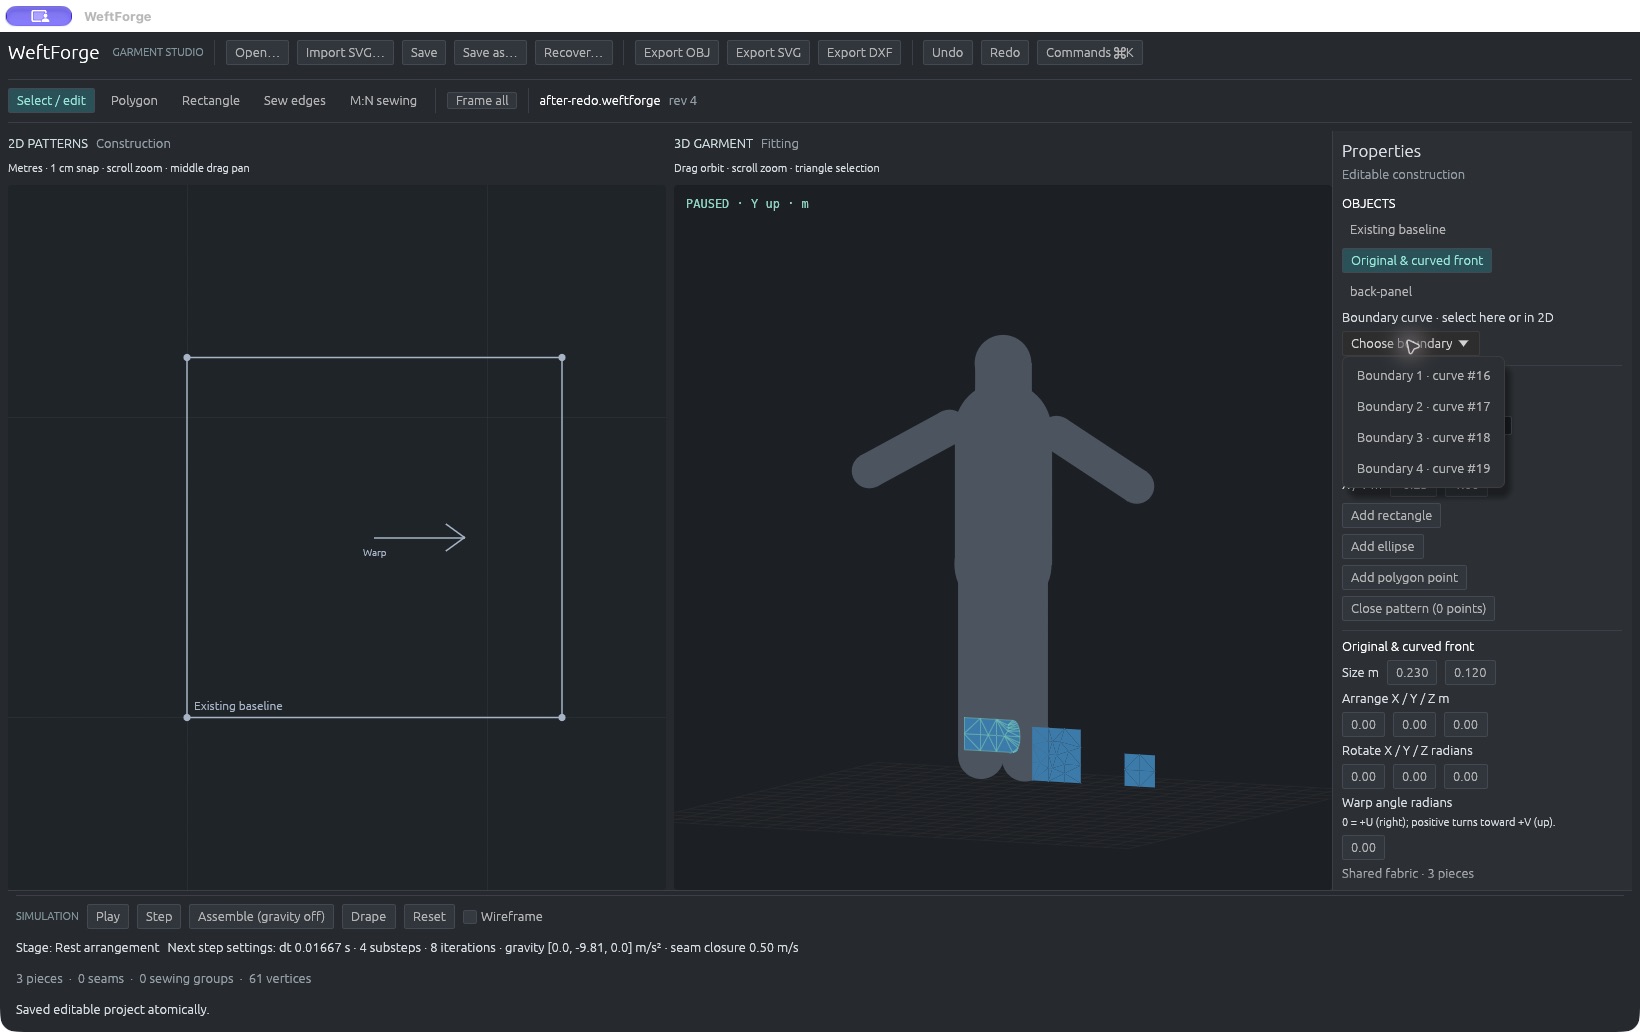 WeftForge
WeftForge GARMENT STUDIO Open... Import SVG... Save Save as... Recover... Export OBJ Export SVG Export DXF Undo Redo Commands ⌘K
Select / edit Polygon Rectangle Sew edges M:N sewing Frame all after-redo.weftforge rev 4
2D PATTERNS Construction
Metres · 1 cm snap · scroll zoom · middle drag pan
Warp
Existing baseline
3D GARMENT Fitting
Drag orbit · scroll zoom · triangle selection
PAUSED · Y up · m
Properties
Editable construction
OBJECTS
Existing baseline
Original & curved front
back-panel
Boundary curve · select here or in 2D
Choose boundary
Boundary 1 · curve #16
Boundary 2 · curve #17
Boundary 3 · curve #18
Boundary 4 · curve #19
Add rectangle
Add ellipse
Add polygon point
Close pattern (0 points)
Original & curved front
Size m 0.230 0.120
Arrange X / Y / Z m
0.00 0.00 0.00
Rotate X / Y / Z radians
0.00 0.00 0.00
Warp angle radians
0 = +U (right); positive turns toward +V (up).
0.00
Shared fabric · 3 pieces
SIMULATION Play Step Assemble (gravity off) Drape Reset Wireframe
Stage: Rest arrangement Next step settings: dt 0.01667 s · 4 substeps · 8 iterations · gravity [0.0, -9.81, 0.0] m/s² · seam closure 0.50 m/s
3 pieces · 0 seams · 0 sewing groups · 61 vertices
Saved editable project atomically.